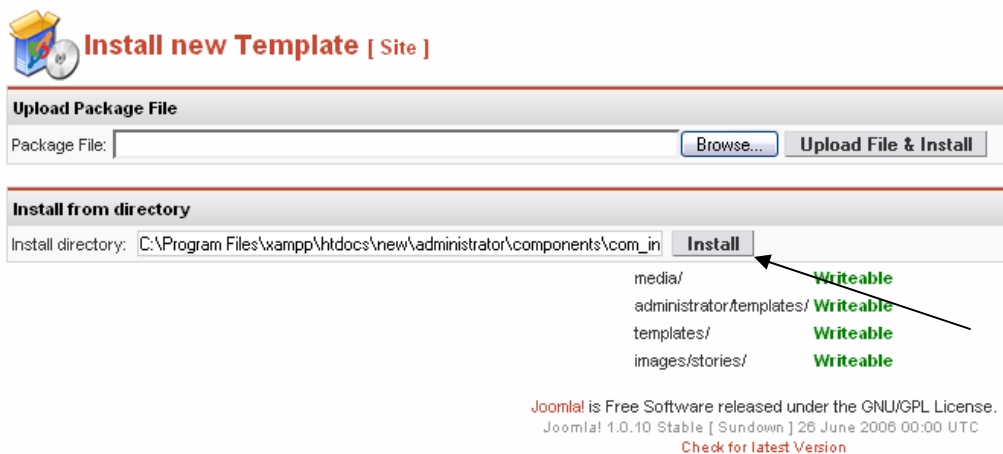 Install new Template [ Site ]
Upload Package File
Package File: Browse... Upload File & Install
Install from directory
Install directory: C:\Program Files\xampp\htdocs\new\administrator\components\com_in Install
media/ Writeable
administrator/templates/ Writeable
templates/ Writeable
images/stories/ Writeable
Joomla! is Free Software released under the GNU/GPL License.
Joomla! 1.0.10 Stable [ Sundown ] 26 June 2006 00:00 UTC
Check for latest Version